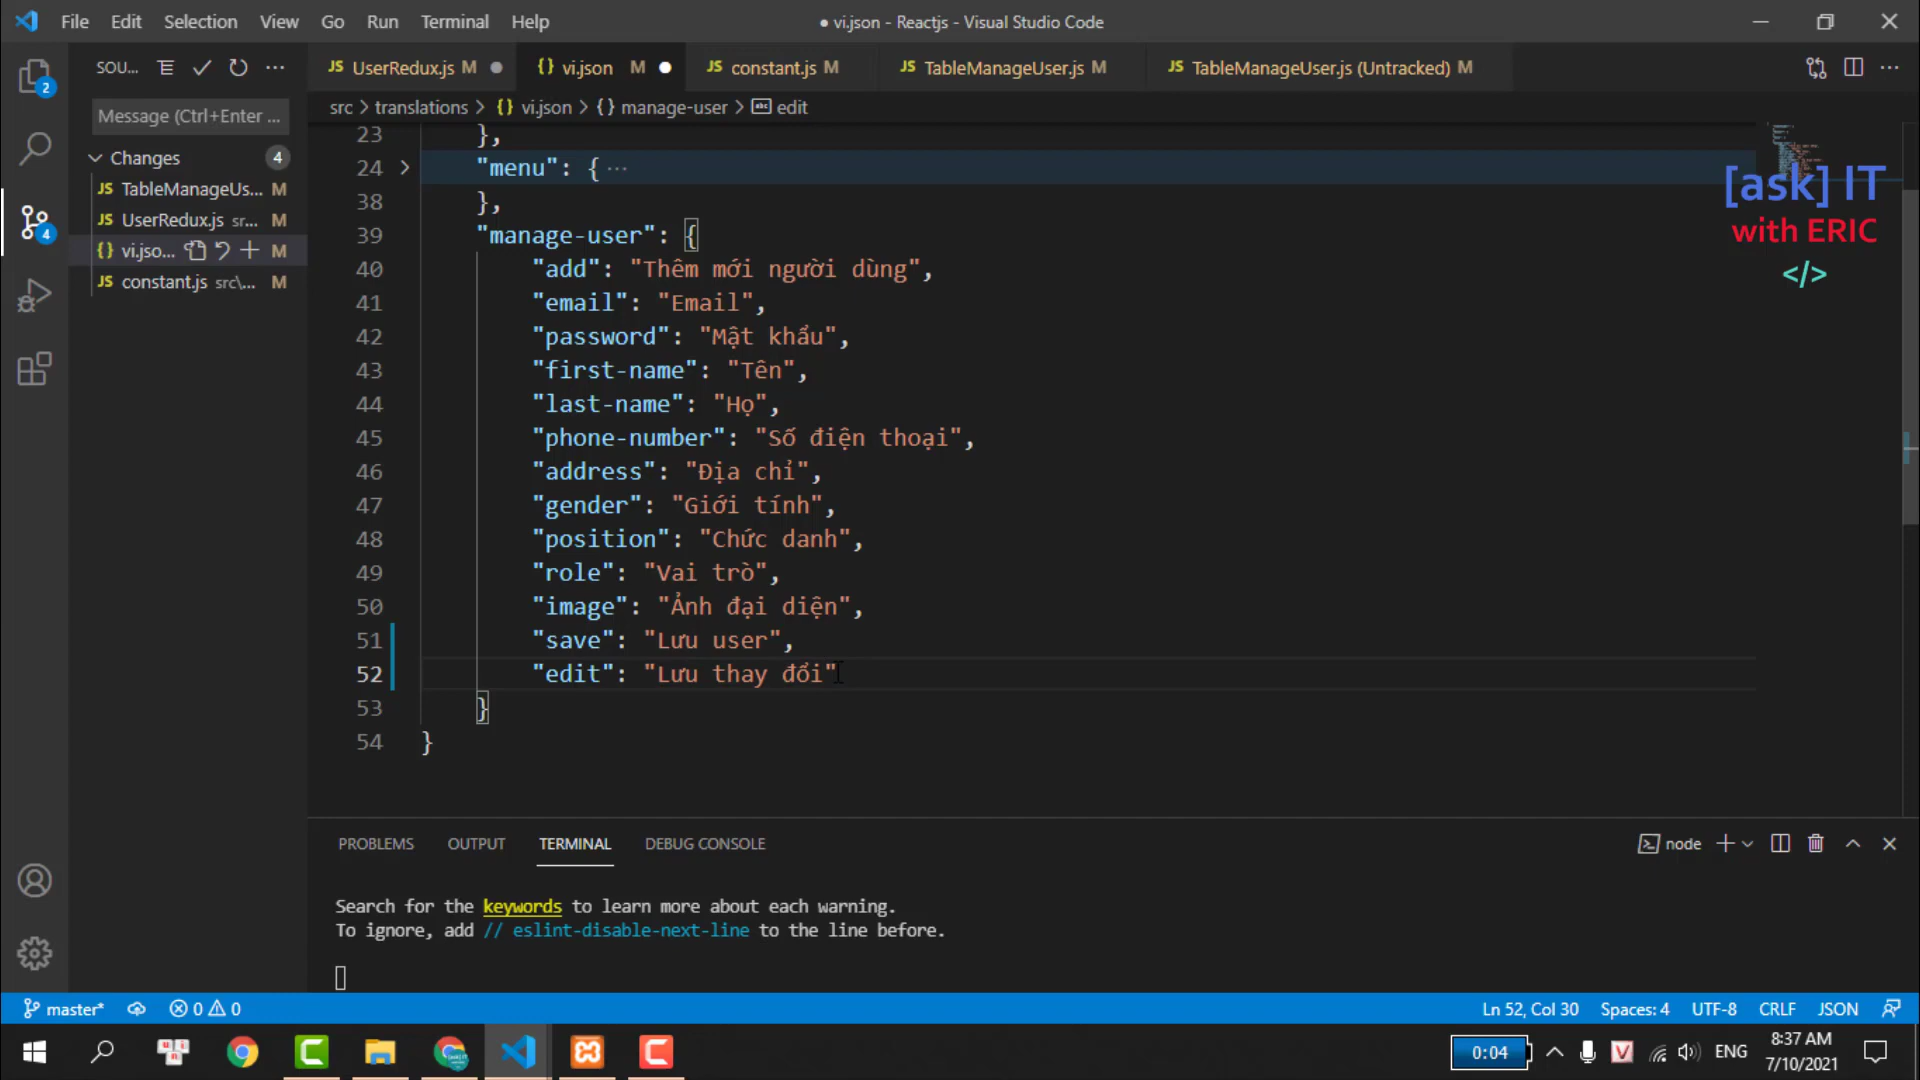 File Edit Selection View Go Run Terminal Help ● vi.json - Reactjs - Visual Studio Code
SOU...
JS UserRedux.js M
{} vi.json M
JS constant.js M
JS TableManageUser.js M
JS TableManageUser.js (Untracked) M
2
Message (Ctrl+Enter ...
src > translations > {} vi.json > {} manage-user > abc edit
Changes 4
JS TableManageUs... M
JS UserRedux.js sr... M
{} vi.jso... M
JS constant.js src\... M
4
23 },
24 "menu": { ...
38 },
39 "manage-user": {
40 "add": "Thêm mới người dùng",
41 "email": "Email",
42 "password": "Mật khẩu",
43 "first-name": "Tên",
44 "last-name": "Họ",
45 "phone-number": "Số điện thoại",
46 "address": "Địa chỉ",
47 "gender": "Giới tính",
48 "position": "Chức danh",
49 "role": "Vai trò",
50 "image": "Ảnh đại diện",
51 "save": "Lưu user",
52 "edit": "Lưu thay đổi"
53 }
54 }
[ask] IT
with ERIC
</>
PROBLEMS OUTPUT TERMINAL DEBUG CONSOLE
node
Search for the keywords to learn more about each warning.
To ignore, add // eslint-disable-next-line to the line before.
master* 0 0
Ln 52, Col 30 Spaces: 4 UTF-8 CRLF JSON
0:04
ENG
8:37 AM
7/10/2021